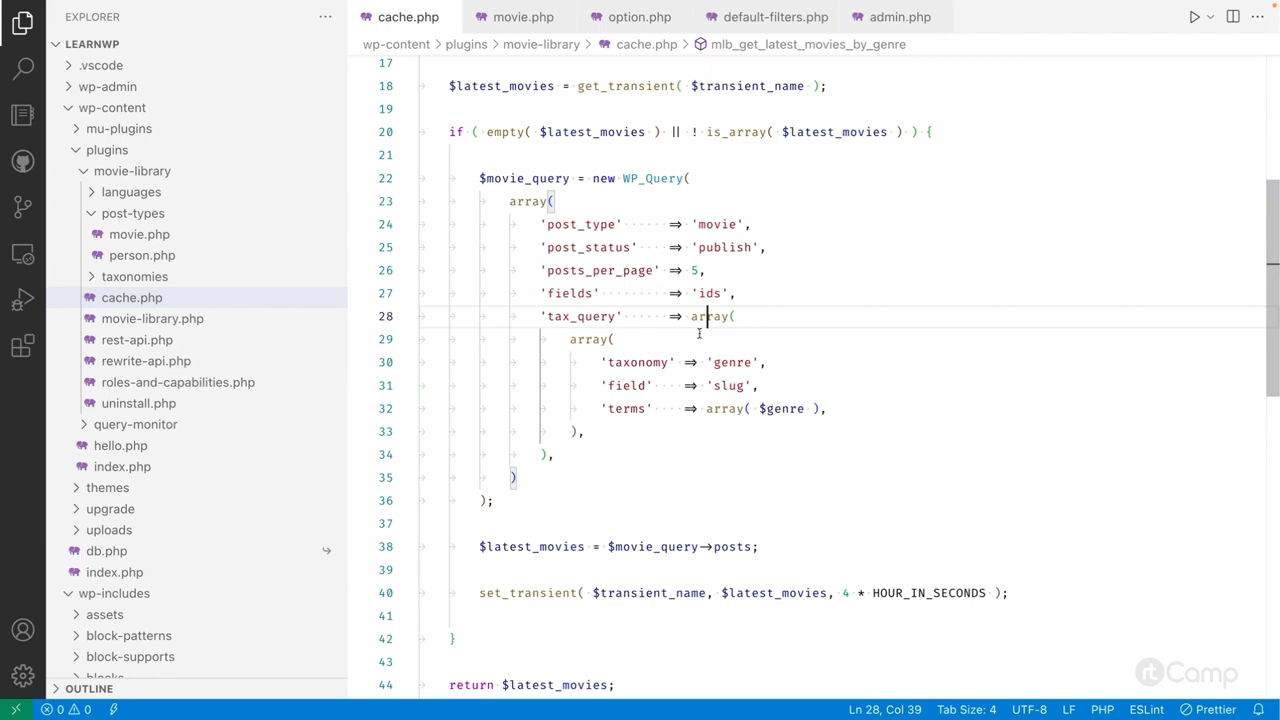 EXPLORER
LEARNWP
.vscode
wp-admin
wp-content
mu-plugins
plugins
movie-library
languages
post-types
movie.php
person.php
taxonomies
cache.php
movie-library.php
rest-api.php
rewrite-api.php
roles-and-capabilities.php
uninstall.php
query-monitor
hello.php
index.php
themes
upgrade
uploads
db.php
index.php
wp-includes
assets
block-patterns
block-supports
blocks
OUTLINE
cache.php movie.php option.php default-filters.php admin.php
wp-content > plugins > movie-library > cache.php > mlb_get_latest_movies_by_genre
17
18 $latest_movies = get_transient( $transient_name );
19
20 if ( empty( $latest_movies ) || ! is_array( $latest_movies ) ) {
21
22 $movie_query = new WP_Query(
23 array(
24 'post_type' => 'movie',
25 'post_status' => 'publish',
26 'posts_per_page' => 5,
27 'fields' => 'ids',
28 'tax_query' => array(
29 array(
30 'taxonomy' => 'genre',
31 'field' => 'slug',
32 'terms' => array( $genre ),
33 ),
34 ),
35 )
36 );
37
38 $latest_movies = $movie_query->posts;
39
40 set_transient( $transient_name, $latest_movies, 4 * HOUR_IN_SECONDS );
41
42 }
43
44 return $latest_movies;
rtCamp
0 0 Ln 28, Col 39 Tab Size: 4 UTF-8 LF PHP ESLint Prettier